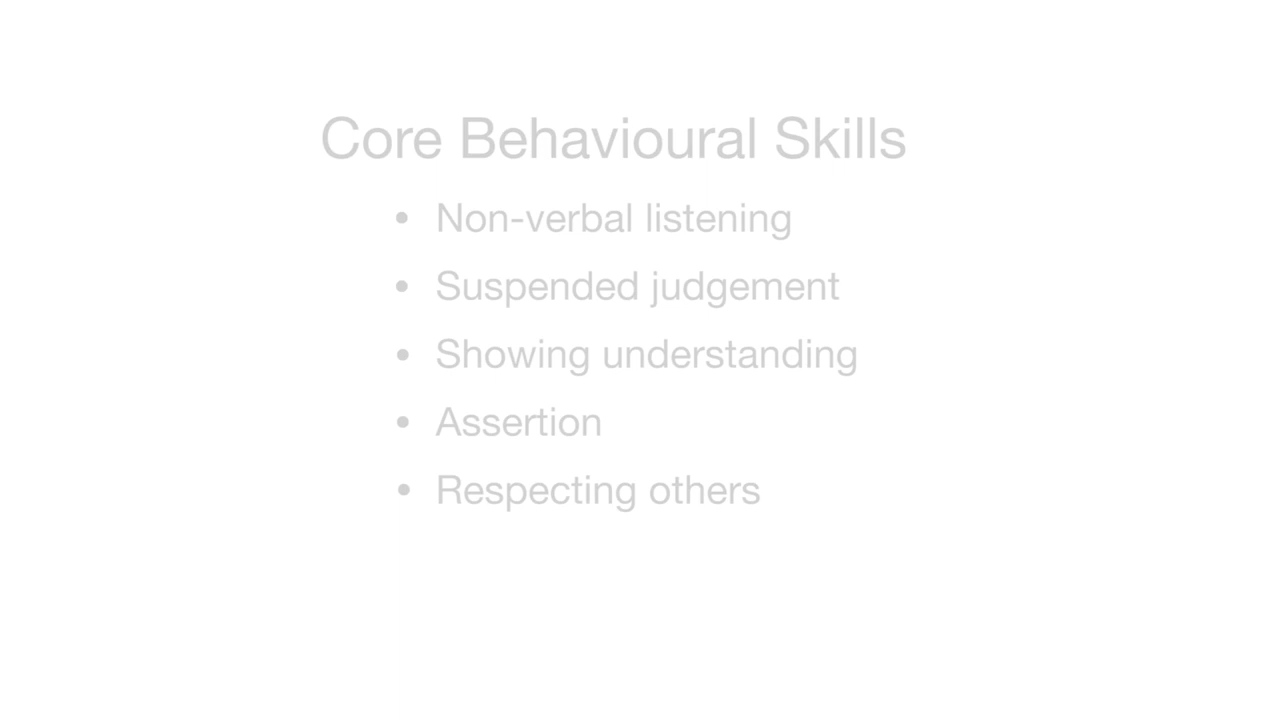 Core Behavioural Skills
• Non-verbal listening
• Suspended judgement
• Showing understanding
• Assertion
• Respecting others